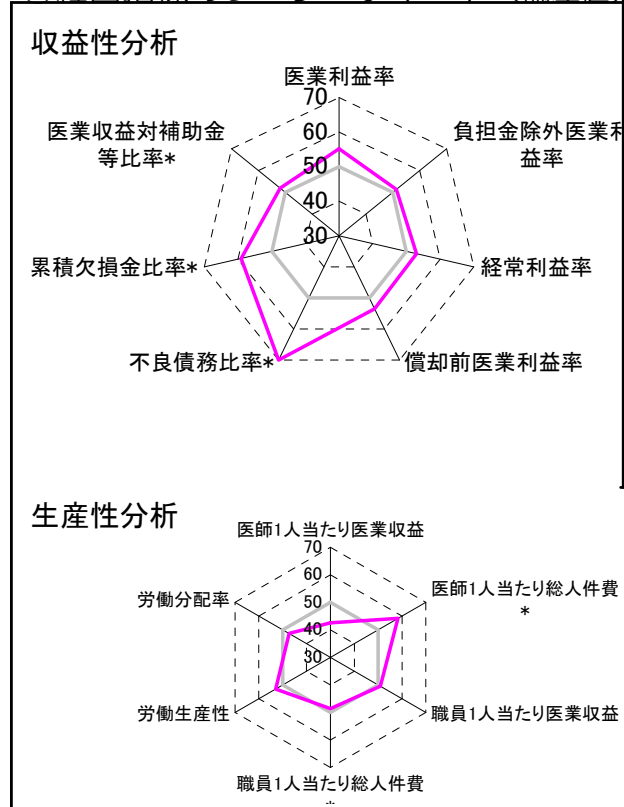 収益性分析
医業利益率
70
60
50
40
30
負担金除外医業利
益率
経常利益率
償却前医業利益率
不良債務比率*
累積欠損金比率*
医業収益対補助金
等比率*
生産性分析
医師1人当たり医業収益
70
60
50
40
30
医師1人当たり総人件費
*
職員1人当たり医業収益
職員1人当たり総人件費
*
労働生産性
労働分配率